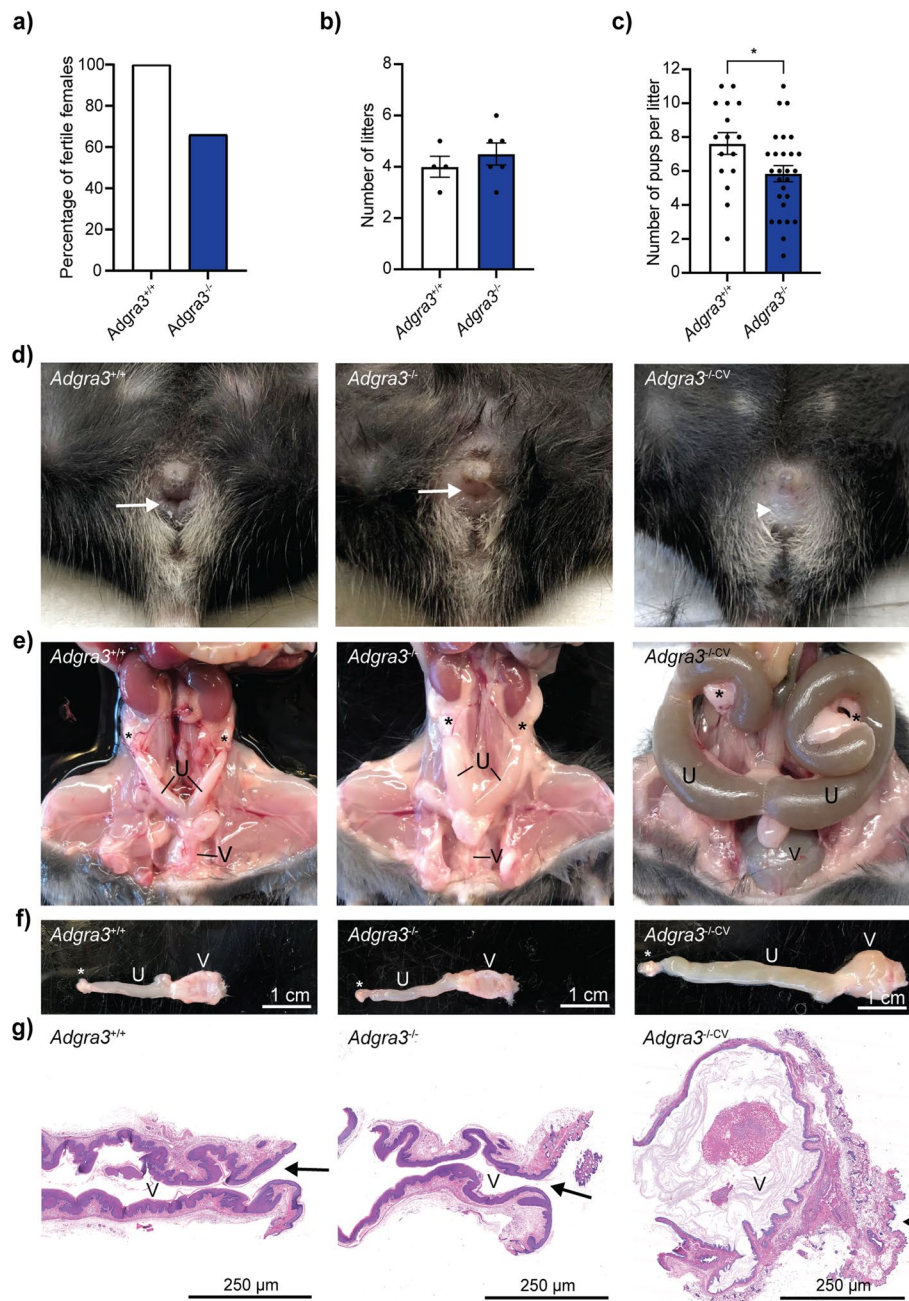 a)
b)
c)
Percentage of fertile females
100
80
60
40
20
0
Adgra3+/+
Adgra3-/-
Number of litters
8
6
4
2
0
Adgra3+/+
Adgra3-/-
Number of pups per litter
12
10
8
6
4
2
0
*
Adgra3+/+
Adgra3-/-
d)
Adgra3+/+
Adgra3-/-
Adgra3-/-CV
e)
Adgra3+/+
Adgra3-/-
Adgra3-/-CV
* * * * * *
U
U
U
U
V
V
V
f)
Adgra3+/+
Adgra3-/-
Adgra3-/-CV
* U V
* U V
* U V
1 cm
1 cm
1 cm
g)
Adgra3+/+
Adgra3-/-
Adgra3-/-CV
V
V
V
250 µm
250 µm
250 µm